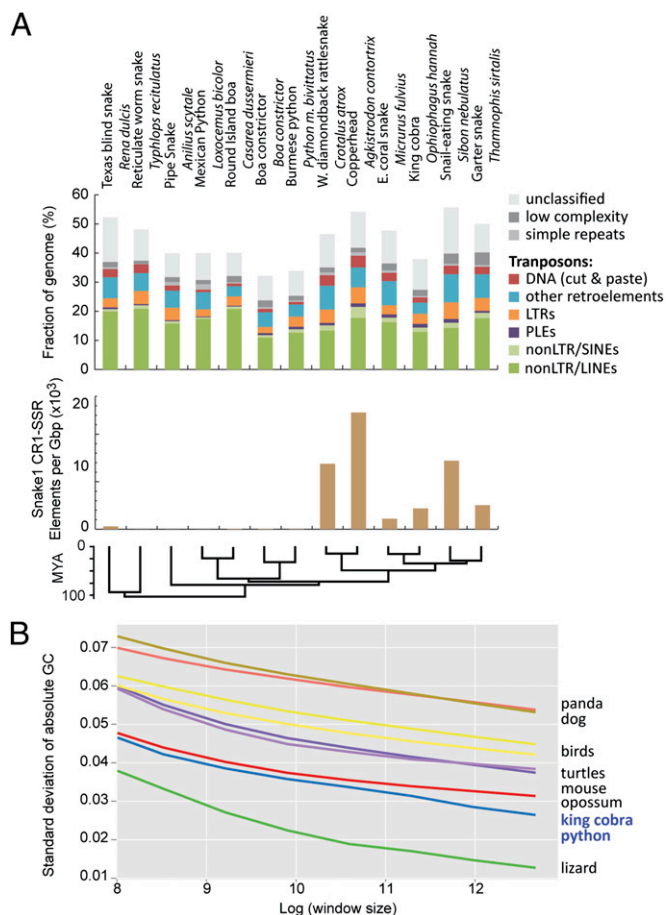 A
Texas blind snake
Rena dulcis
Reticulate worm snake
Typhlops recitulatus
Pipe Snake
Anilius scytale
Mexican Python
Loxocemus bicolor
Round Island boa
Casarea dussermieri
Boa constrictor
Boa constrictor
Burmese python
Python m. bivittatus
W. diamondback rattlesnake
Crotalus atrox
Copperhead
Agkistrodon contortrix
E. coral snake
Micrurus fulvius
King cobra
Ophiophagus hannah
Snail-eating snake
Sibon nebulatus
Garter snake
Thamnophis sirtalis
Fraction of genome (%)
60
50
40
30
20
10
0
unclassified
low complexity
simple repeats
Tranposons:
DNA (cut & paste)
other retroelements
LTRs
PLEs
nonLTR/SINEs
nonLTR/LINEs
Snake1 CR1-SSR
Elements per Gbp (x10³)
20
10
0
MYA
0
100
B
Standard deviation of absolute GC
0.07
0.06
0.05
0.04
0.03
0.02
0.01
8 9 10 11 12
Log (window size)
panda
dog
birds
turtles
mouse
opossum
king cobra
python
lizard